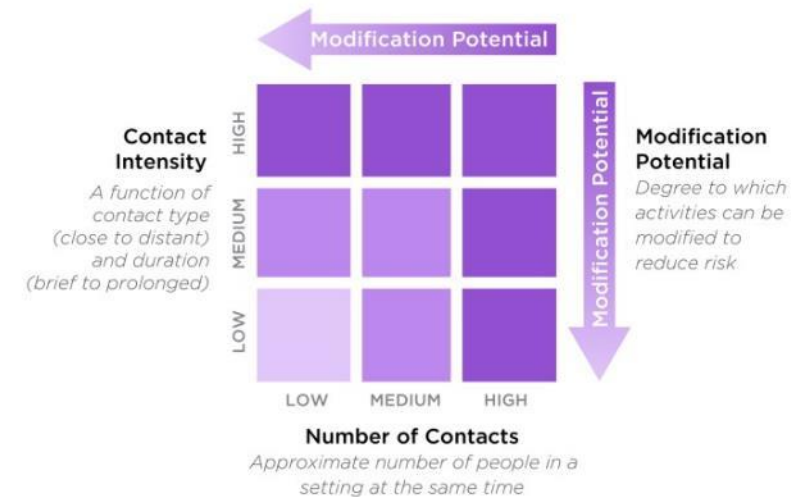 Modification Potential
Contact
Intensity
A function of
contact type
(close to distant)
and duration
(brief to prolonged)
HIGH
MEDIUM
LOW
Modification Potential
Modification
Potential
Degree to which
activities can be
modified to
reduce risk
LOW MEDIUM HIGH
Number of Contacts
Approximate number of people in a
setting at the same time